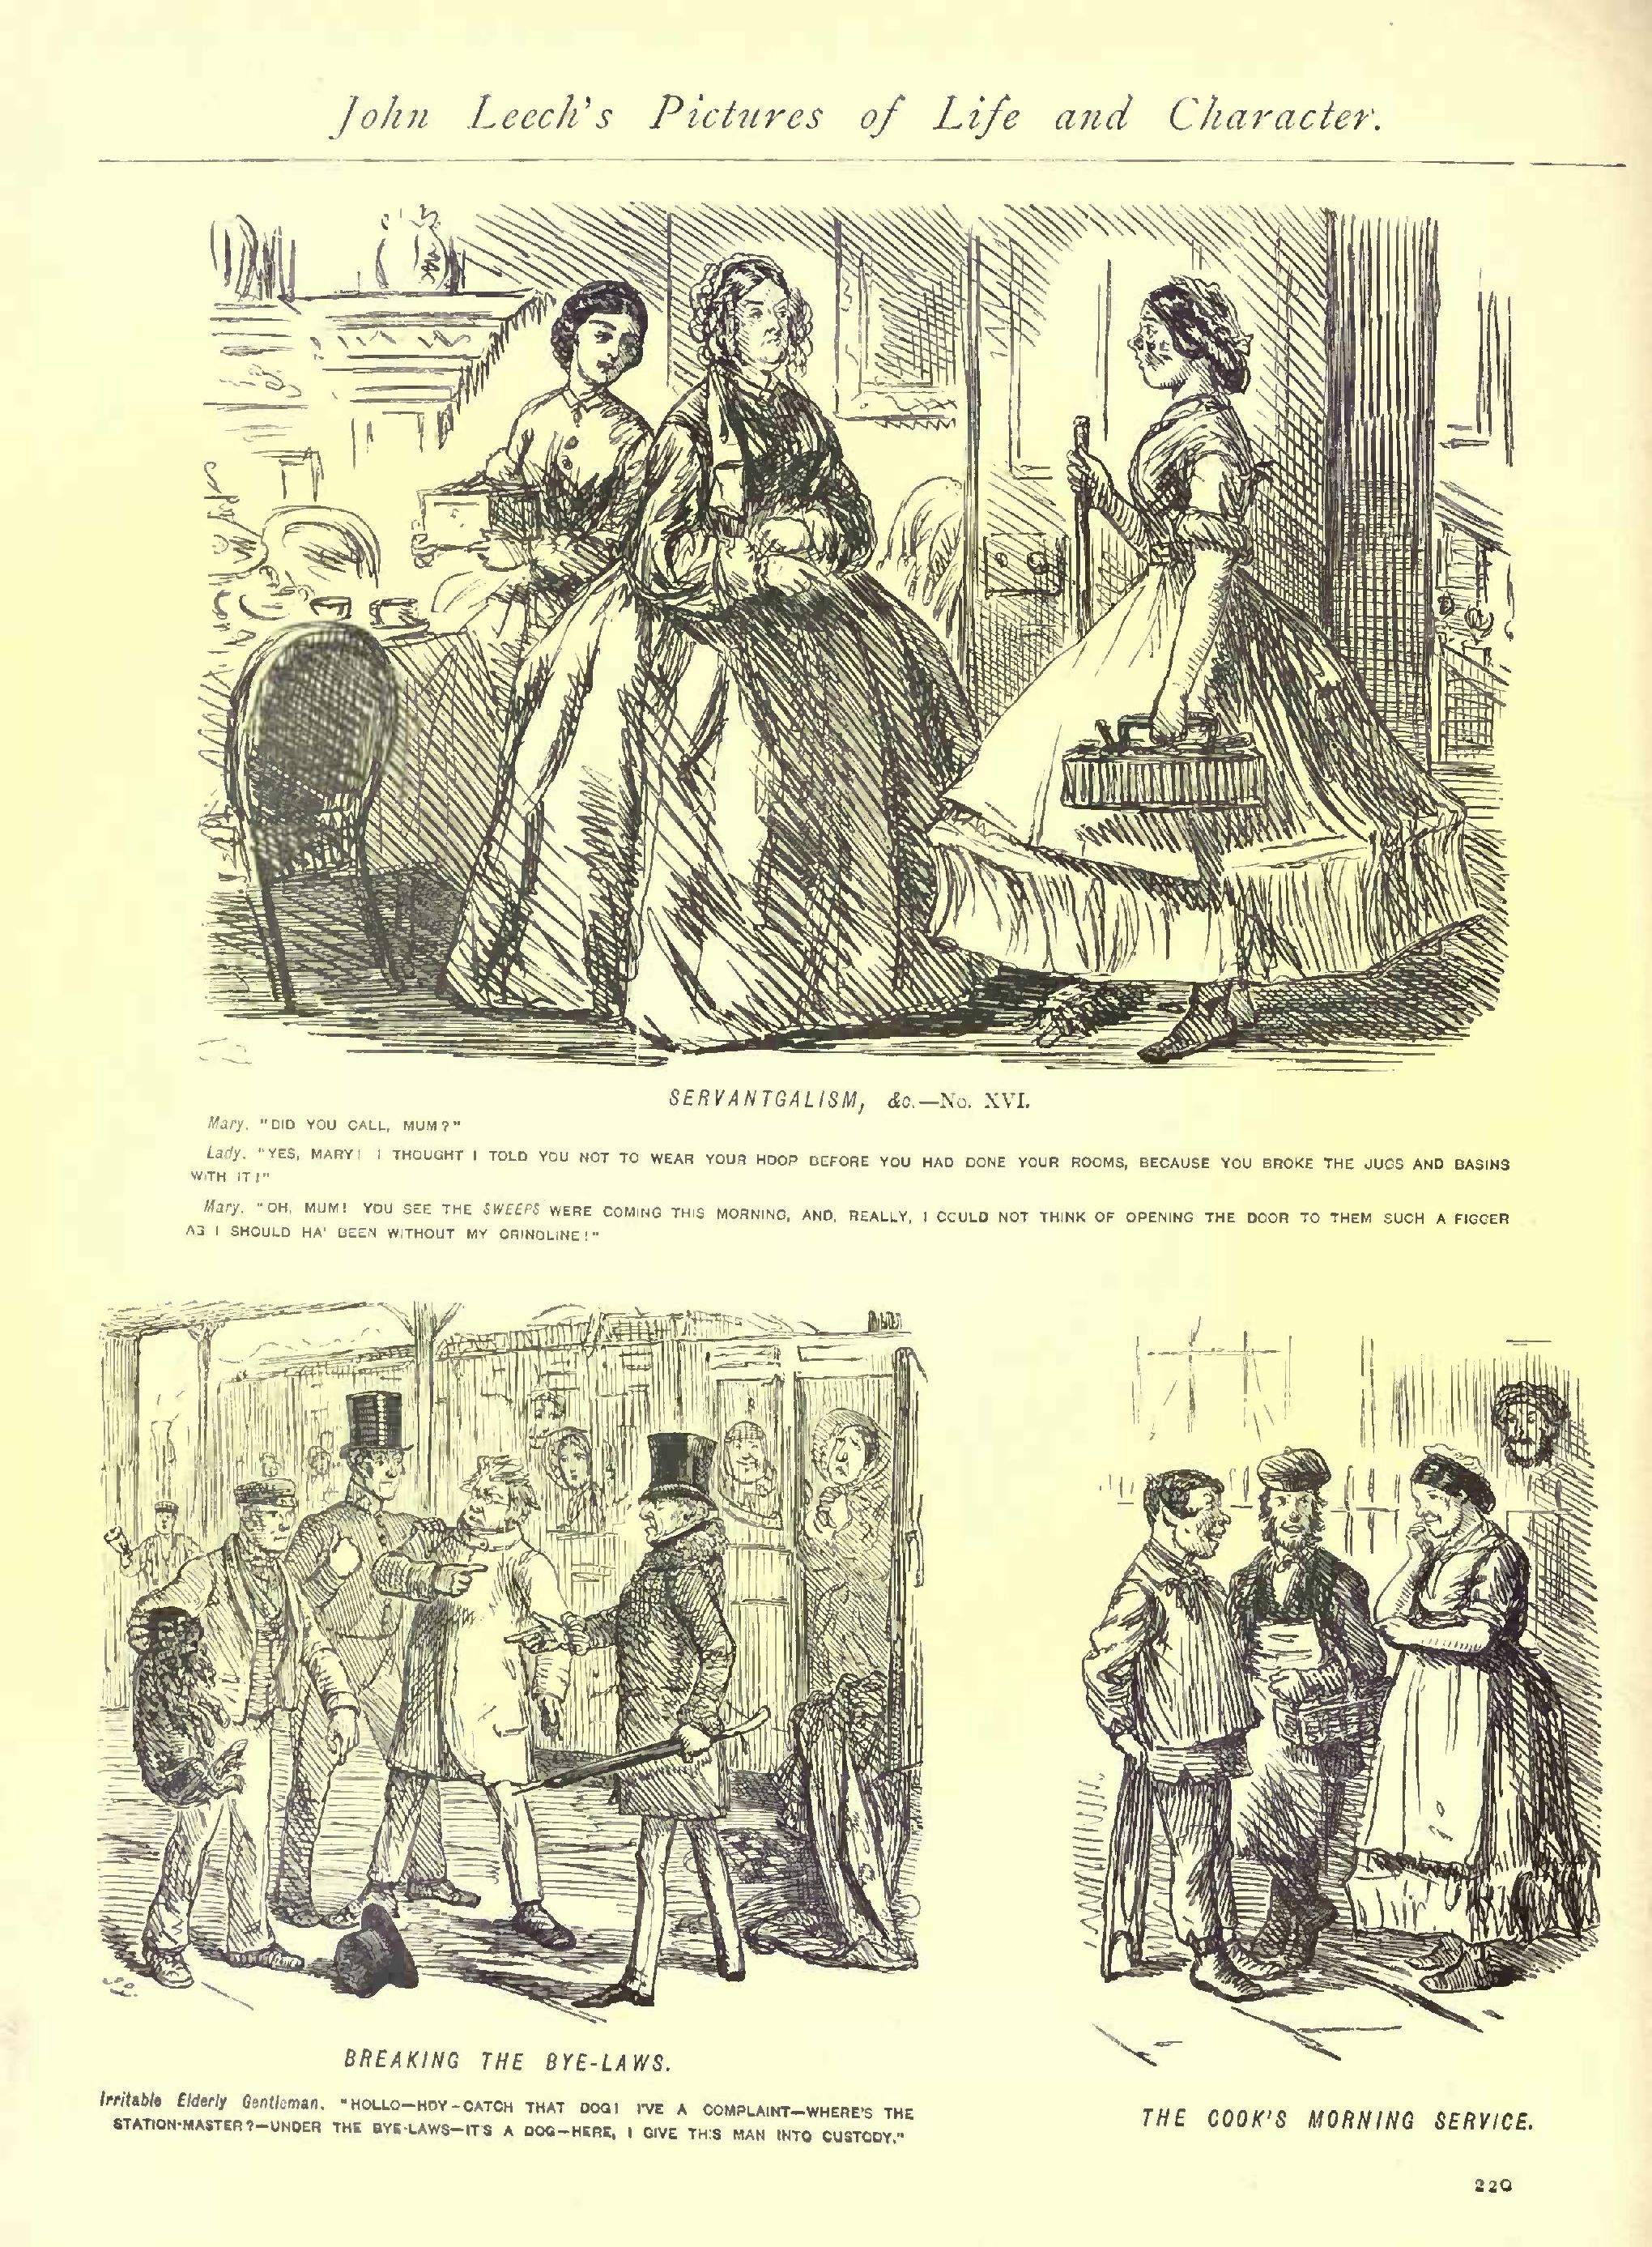 John Leech's Pictures of Life and Character.
SERVANTGALISM, &c.—No. XVI.
Mary. "DID YOU CALL, MUM?"
Lady. "YES, MARY! I THOUGHT I TOLD YOU NOT TO WEAR YOUR HOOP BEFORE YOU HAD DONE YOUR ROOMS, BECAUSE YOU BROKE THE JUGS AND BASINS
WITH IT!"
Mary. "OH, MUM! YOU SEE THE SWEEPS WERE COMING THIS MORNING, AND, REALLY, I COULD NOT THINK OF OPENING THE DOOR TO THEM SUCH A FIGGER
AS I SHOULD HA' BEEN WITHOUT MY CRINOLINE!"
BREAKING THE BYE-LAWS.
Irritable Elderly Gentleman. "HOLLO—HOY—CATCH THAT DOG! I'VE A COMPLAINT—WHERE'S THE
STATION-MASTER?—UNDER THE BYE-LAWS—IT'S A DOG—HERE, I GIVE THIS MAN INTO CUSTODY."
THE COOK'S MORNING SERVICE.
229